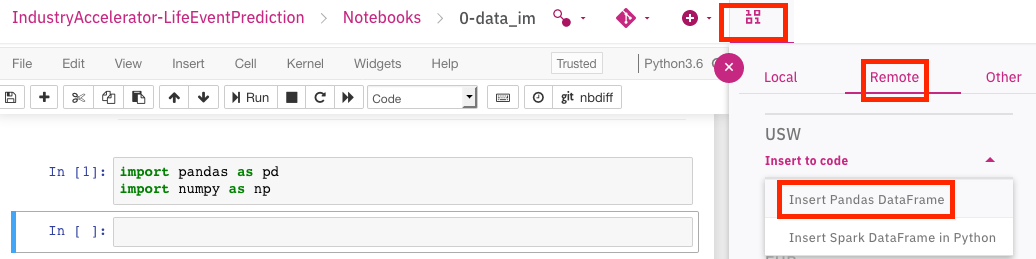 IndustryAccelerator-LifeEventPrediction > Notebooks > 0-data_im
10
01
File Edit View Insert Cell Kernel Widgets Help Trusted Python3.6
Run Code git nbdiff
In [1]: import pandas as pd
import numpy as np
In [ ]:
Local Remote Other
USW
Insert to code
Insert Pandas DataFrame
Insert Spark DataFrame in Python